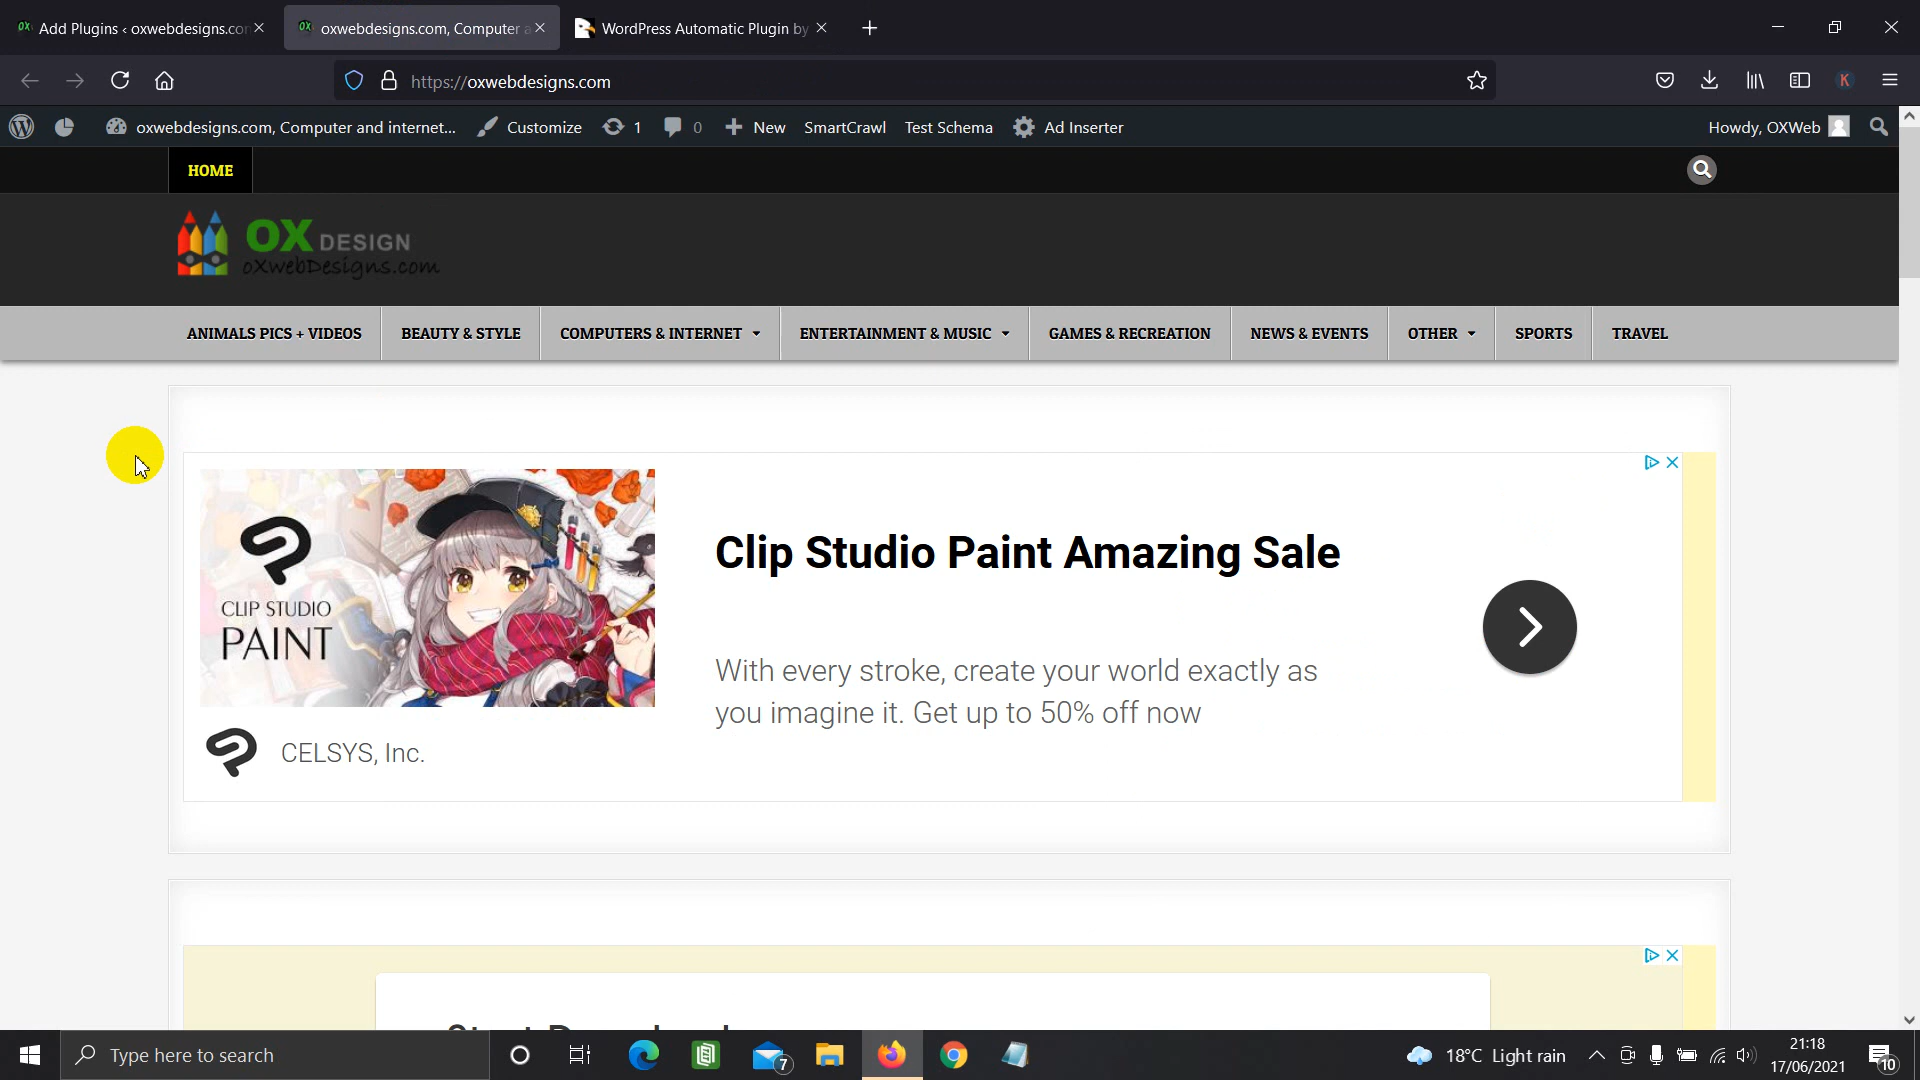 Add Plugins ‹ oxwebdesigns.con
oxwebdesigns.com, Computer a
WordPress Automatic Plugin by
https://oxwebdesigns.com
K
oxwebdesigns.com, Computer and internet...
Customize
1
0
New
SmartCrawl
Test Schema
Ad Inserter
Howdy, OXWeb
HOME
OX DESIGN
oXwebDesigns.com
ANIMALS PICS + VIDEOS
BEAUTY & STYLE
COMPUTERS & INTERNET
ENTERTAINMENT & MUSIC
GAMES & RECREATION
NEWS & EVENTS
OTHER
SPORTS
TRAVEL
CLIP STUDIO
PAINT
Clip Studio Paint Amazing Sale
With every stroke, create your world exactly as
you imagine it. Get up to 50% off now
CELSYS, Inc.
Type here to search
7
18°C Light rain
21:18
17/06/2021
10